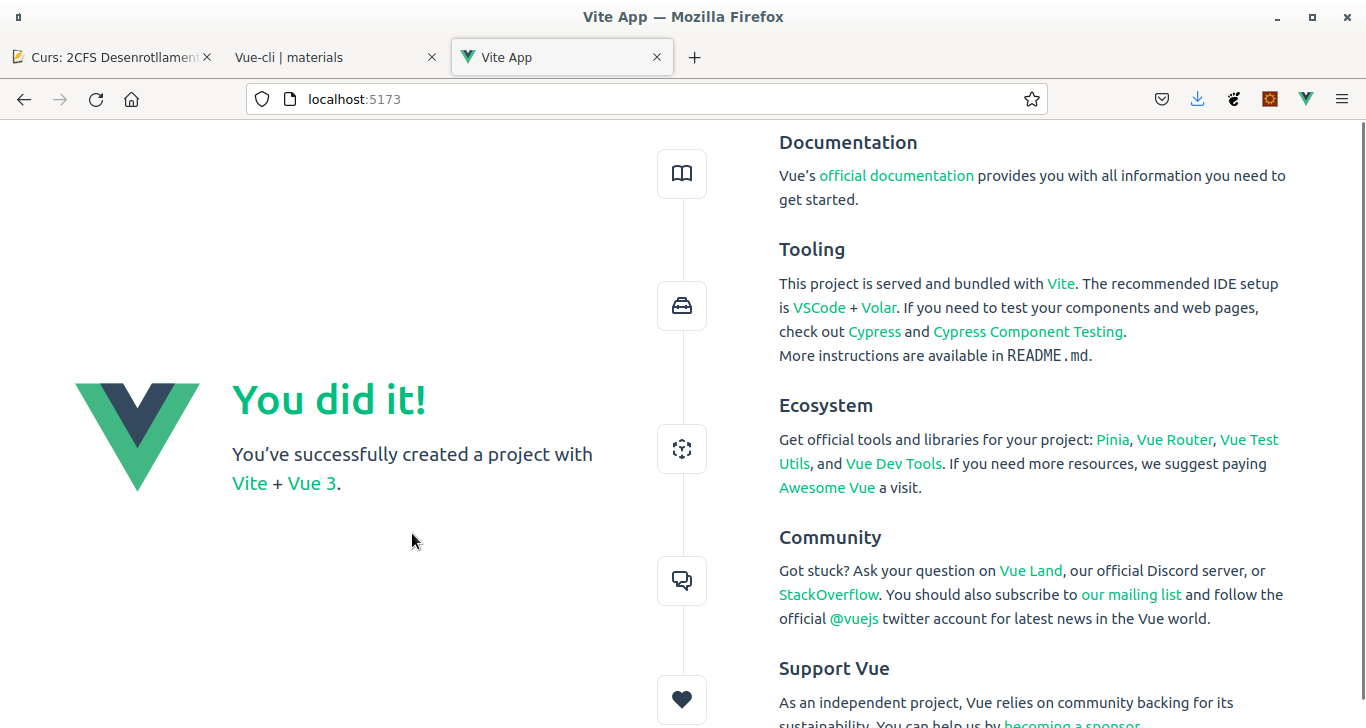 Vite App — Mozilla Firefox
Curs: 2CFS Desenrotllament
Vue-cli | materials
Vite App
localhost:5173
You did it!
You’ve successfully created a project with
Vite + Vue 3.
Documentation
Vue’s official documentation provides you with all information you need to
get started.
Tooling
This project is served and bundled with Vite. The recommended IDE setup
is VSCode + Volar. If you need to test your components and web pages,
check out Cypress and Cypress Component Testing.
More instructions are available in README.md.
Ecosystem
Get official tools and libraries for your project: Pinia, Vue Router, Vue Test
Utils, and Vue Dev Tools. If you need more resources, we suggest paying
Awesome Vue a visit.
Community
Got stuck? Ask your question on Vue Land, our official Discord server, or
StackOverflow. You should also subscribe to our mailing list and follow the
official @vuejs twitter account for latest news in the Vue world.
Support Vue
As an independent project, Vue relies on community backing for its
sustainability. You can help us by becoming a sponsor.